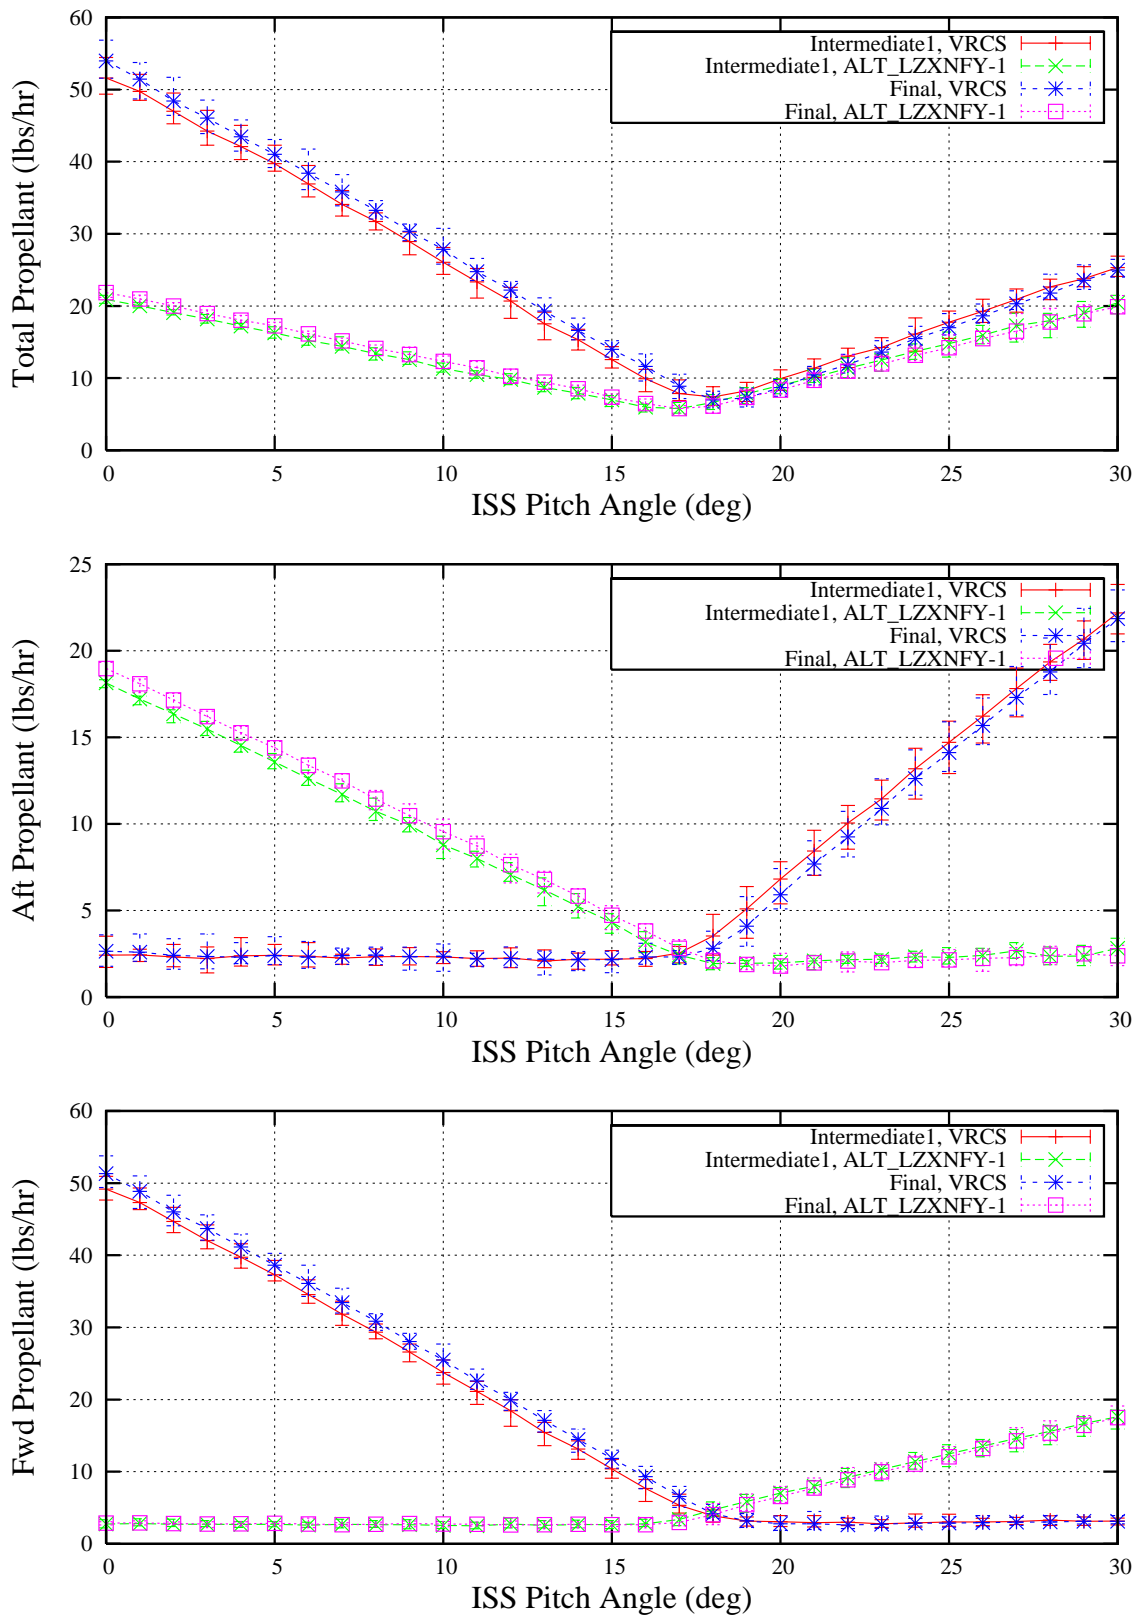 Total Propellant (lbs/hr)
60
50
40
30
20
10
0
Intermediate1, VRCS
Intermediate1, ALT_LZXNFY-1
Final, VRCS
Final, ALT_LZXNFY-1
0 5 10 15 20 25 30
ISS Pitch Angle (deg)
Aft Propellant (lbs/hr)
25
20
15
10
5
0
Intermediate1, VRCS
Intermediate1, ALT_LZXNFY-1
Final, VRCS
Final, ALT_LZXNFY-1
0 5 10 15 20 25 30
ISS Pitch Angle (deg)
Fwd Propellant (lbs/hr)
60
50
40
30
20
10
0
Intermediate1, VRCS
Intermediate1, ALT_LZXNFY-1
Final, VRCS
Final, ALT_LZXNFY-1
0 5 10 15 20 25 30
ISS Pitch Angle (deg)